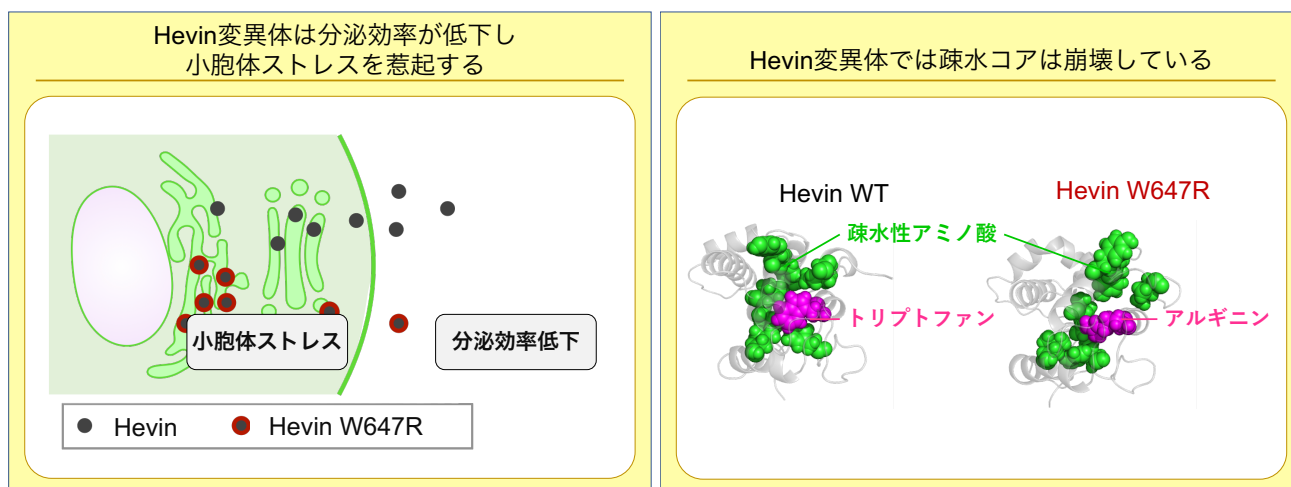 Hevin変異体は分泌効率が低下し
小胞体ストレスを惹起する
小胞体ストレス
分泌効率低下
Hevin
Hevin W647R
Hevin変異体では疎水コアは崩壊している
Hevin WT
Hevin W647R
疎水性アミノ酸
トリプトファン
アルギニン